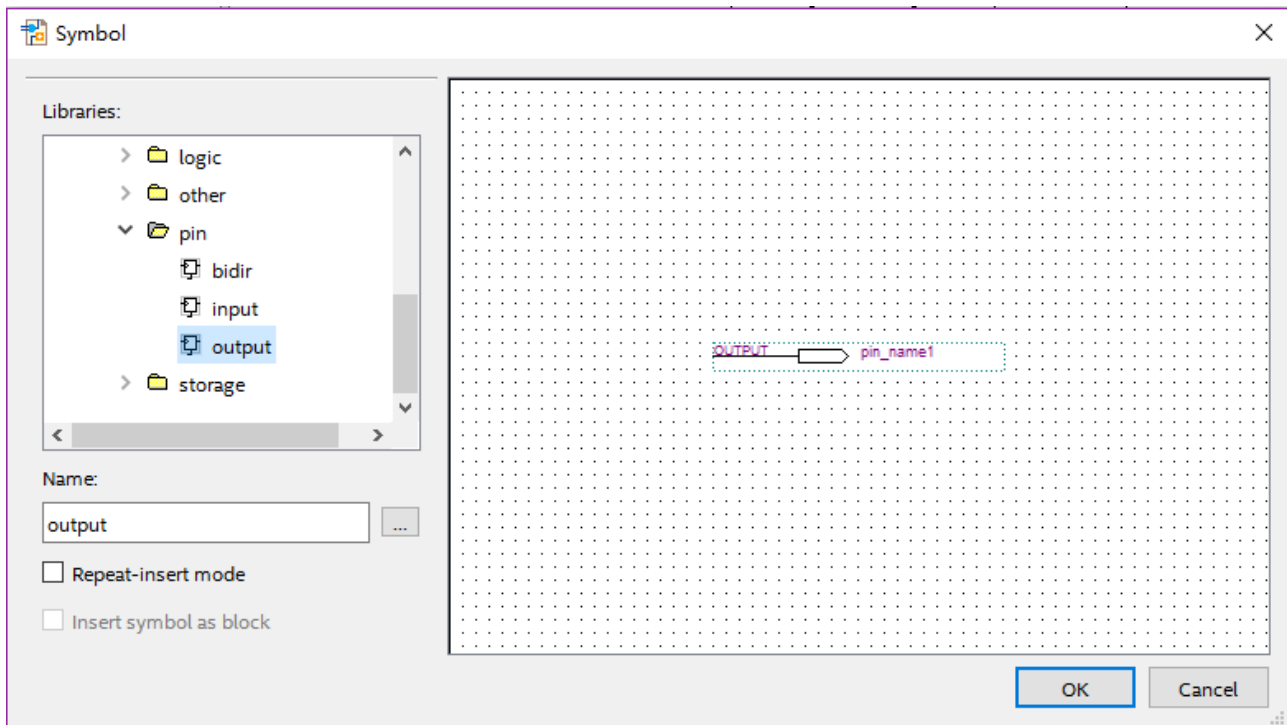 Symbol
Libraries:
logic
other
pin
bidir
input
output
storage
Name:
output
...
Repeat-insert mode
Insert symbol as block
OUTPUT
pin_name1
OK
Cancel